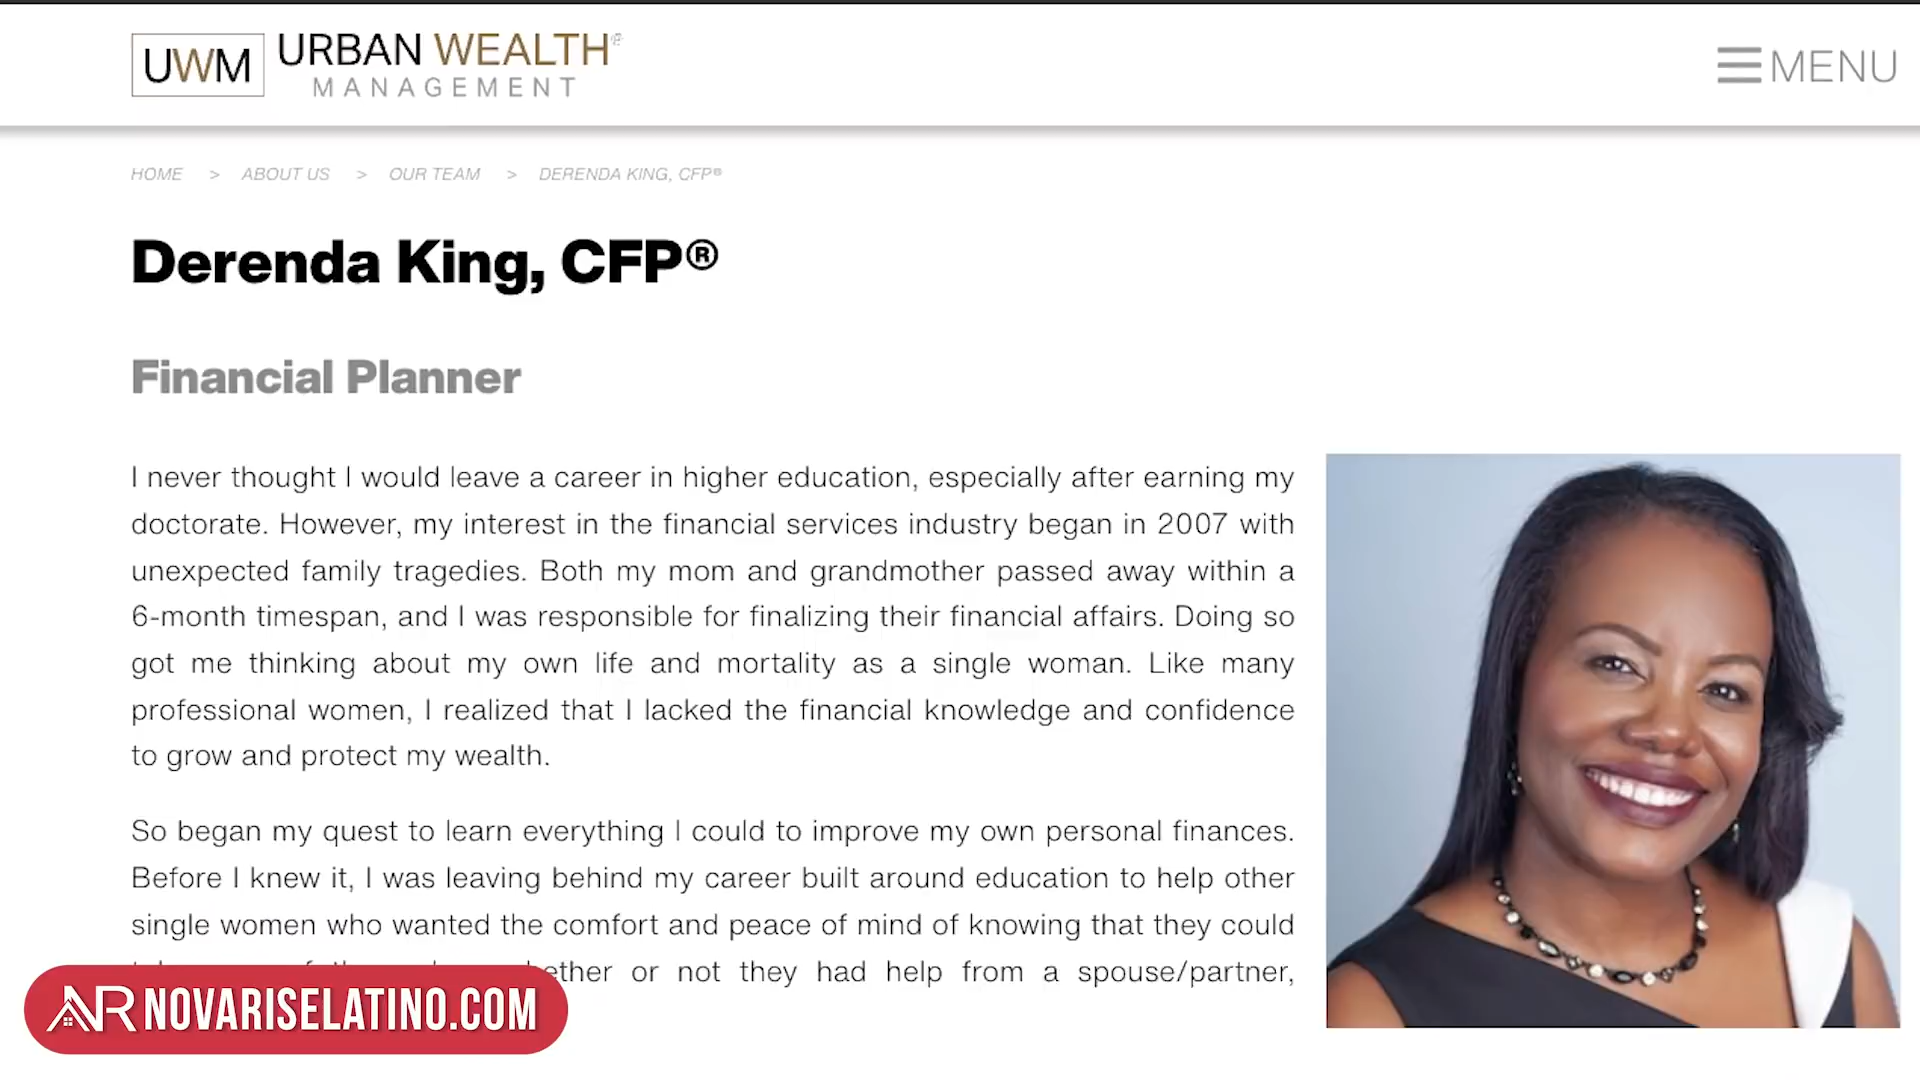 UWM URBAN WEALTH®
MANAGEMENT
MENU
HOME > ABOUT US > OUR TEAM > DERENDA KING, CFP®
Derenda King, CFP®
Financial Planner
I never thought I would leave a career in higher education, especially after earning my
doctorate. However, my interest in the financial services industry began in 2007 with
unexpected family tragedies. Both my mom and grandmother passed away within a
6-month timespan, and I was responsible for finalizing their financial affairs. Doing so
got me thinking about my own life and mortality as a single woman. Like many
professional women, I realized that I lacked the financial knowledge and confidence
to grow and protect my wealth.
So began my quest to learn everything I could to improve my own personal finances.
Before I knew it, I was leaving behind my career built around education to help other
single women who wanted the comfort and peace of mind of knowing that they could
or not they had help from a spouse/partner,
NR NOVARISELATINO.COM